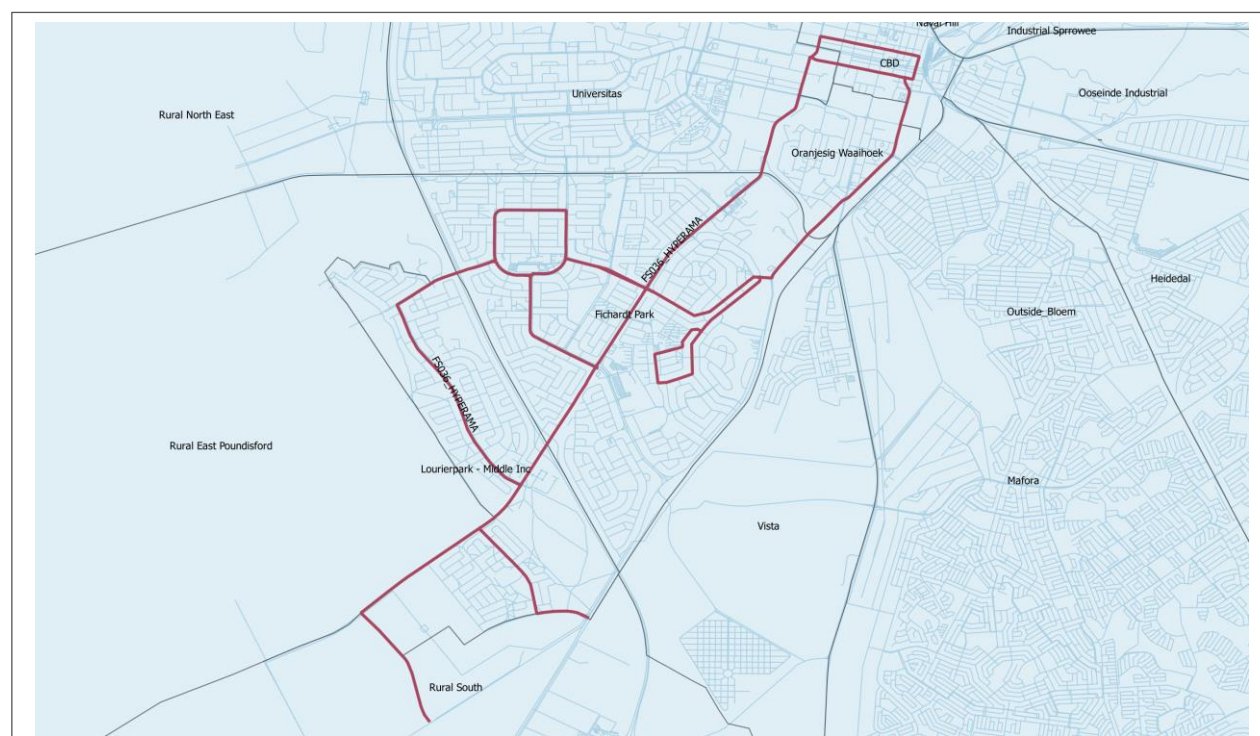 Naval Hill
Industrial Sprrowee
CBD
Universitas
Ooseinde Industrial
Rural North East
Oranjesig Waaihoek
FS036_HYPERAMA
Heidedal
Fichardt Park
Outside_Bloem
FS036_HYPERAMA
Rural East Poundisford
Lourierpark - Middle Inc
Mafora
Vista
Rural South